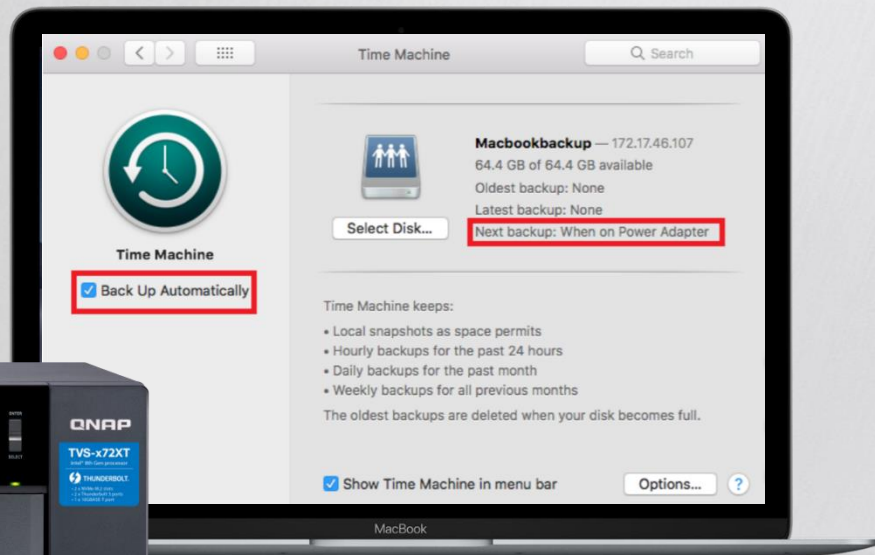 Time Machine
Search
Macbookbackup — 172.17.46.107
64.4 GB of 64.4 GB available
Oldest backup: None
Latest backup: None
Next backup: When on Power Adapter
Select Disk...
Time Machine
Back Up Automatically
Time Machine keeps:
• Local snapshots as space permits
• Hourly backups for the past 24 hours
• Daily backups for the past month
• Weekly backups for all previous months
The oldest backups are deleted when your disk becomes full.
Show Time Machine in menu bar
Options...
?
MacBook
ENTER
SELECT
QNAP
TVS-x72XT
THUNDERBOLT.